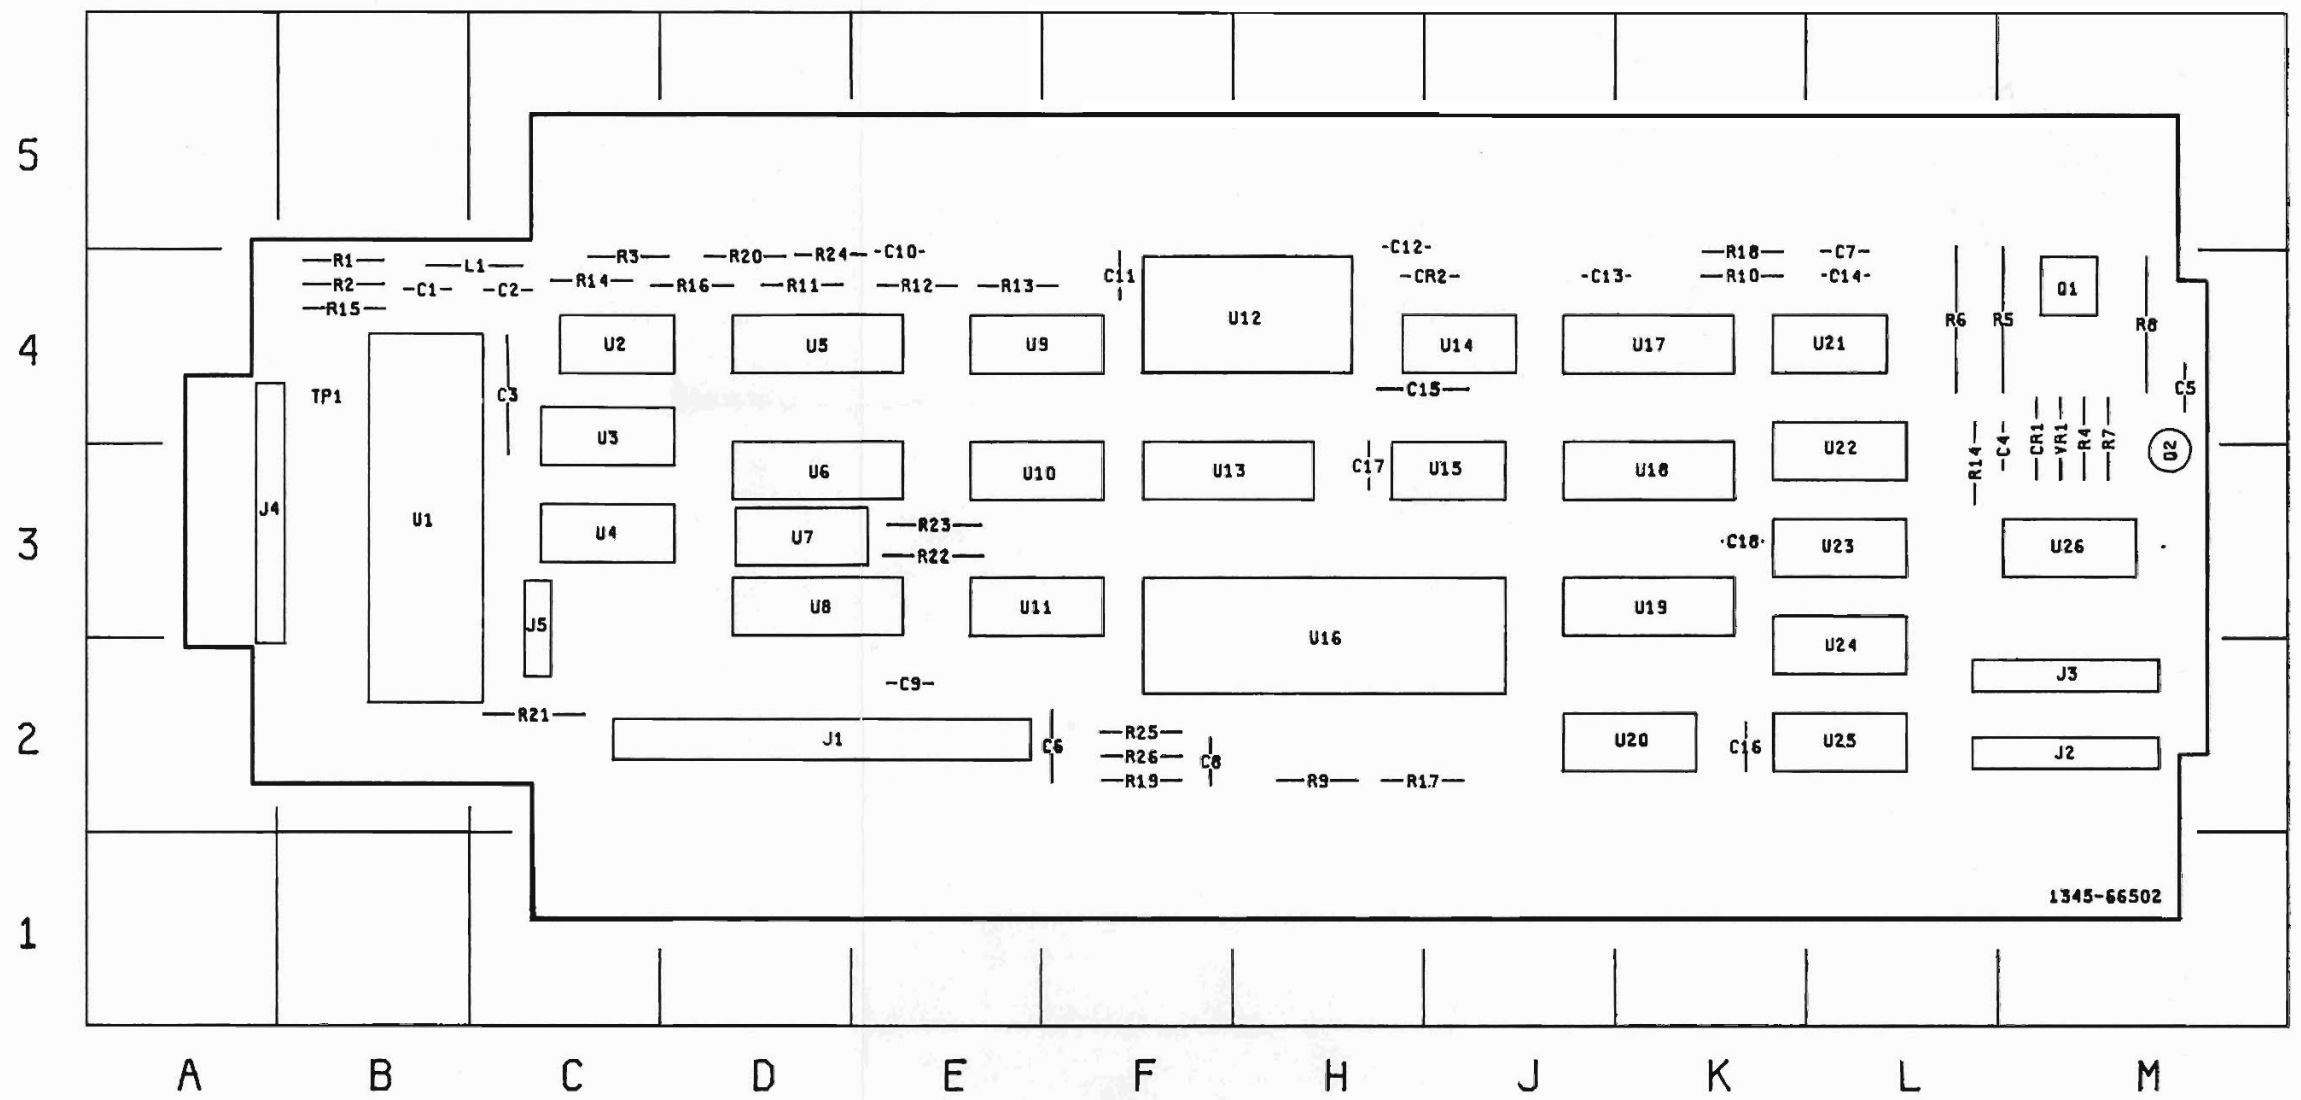 5
C12
R18
C7
R3
R20
R24
C10
R1
L1
C11
CR2
C13
R10
C14
R2
C1
C2
R14
R16
R11
R12
R13
Q1
R15
U12
R6
R5
R8
4
U2
U5
U9
U14
U17
U21
TP1
C3
C15
C5
U3
R14
C4
CR1
VR1
R4
R7
Q2
U6
U10
U13
C17
U15
U18
U22
J4
U1
U4
U7
R23
R22
C18
U23
U26
3
J5
U8
U11
U16
U19
U24
C9
J3
R21
J1
C6
R25
R26
R19
C8
R9
R17
U20
C16
U25
J2
2
1345-66502
1
A B C D E F H J K L M